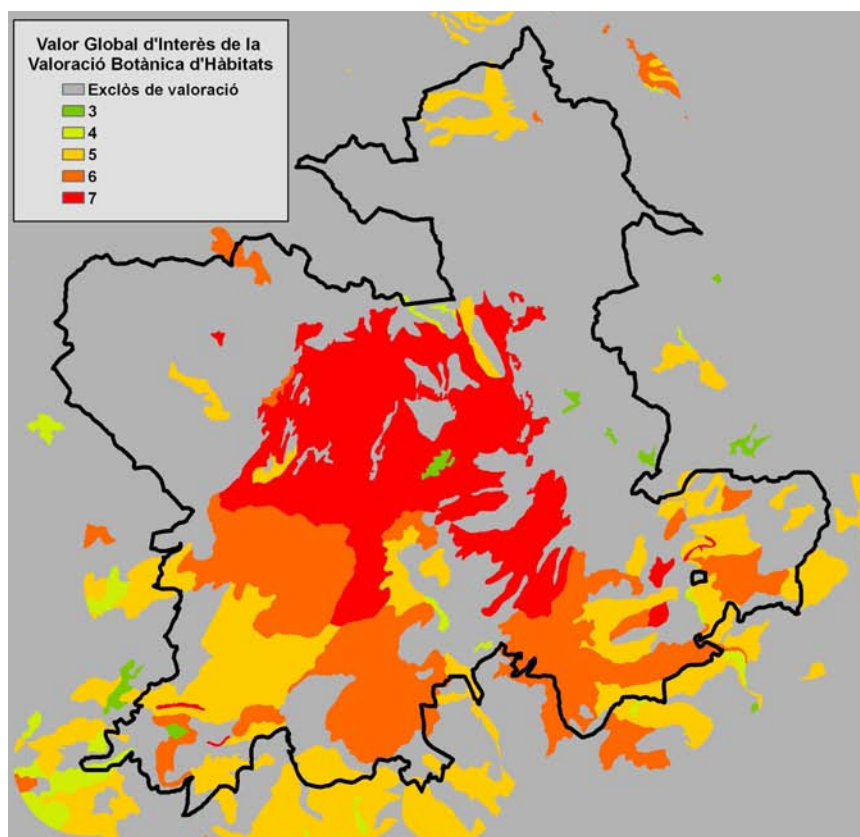 Valor Global d'Interès de la
Valoració Botànica d'Hàbitats
Exclòs de valoració
3
4
5
6
7